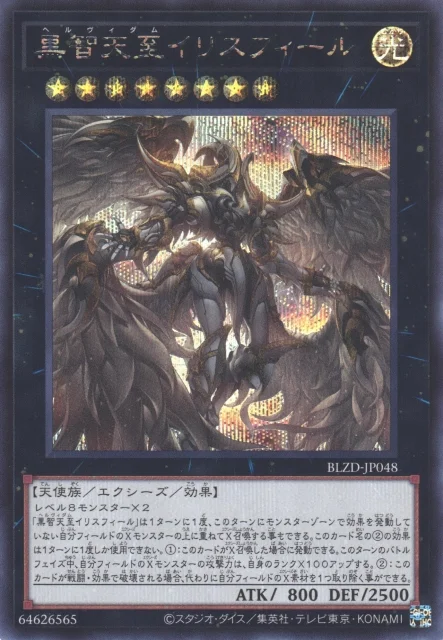 ヘルヴィダム
黒智天至イリスフィール
光
BLZD-JP048
【天使族／エクシーズ／効果】
レベル８モンスター×２
「黒智天至イリスフィール」は１ターンに１度、このターンにモンスターゾーンで効果を発動して
いない自分フィールドのＸモンスターの上に重ねてＸ召喚する事もできる。このカード名の②の効果
は１ターンに１度しか使用できない。①：このカードがＸ召喚した場合に発動できる。このターンのバトル
フェイズ中、自分フィールドのＸモンスターの攻撃力は、自身のランク×１００アップする。②：この
カードが戦闘・効果で破壊される場合、代わりに自分フィールドのＸ素材を１つ取り除く事ができる。
ATK/ 800 DEF/2500
64626565
©スタジオ・ダイス／集英社・テレビ東京・KONAMI